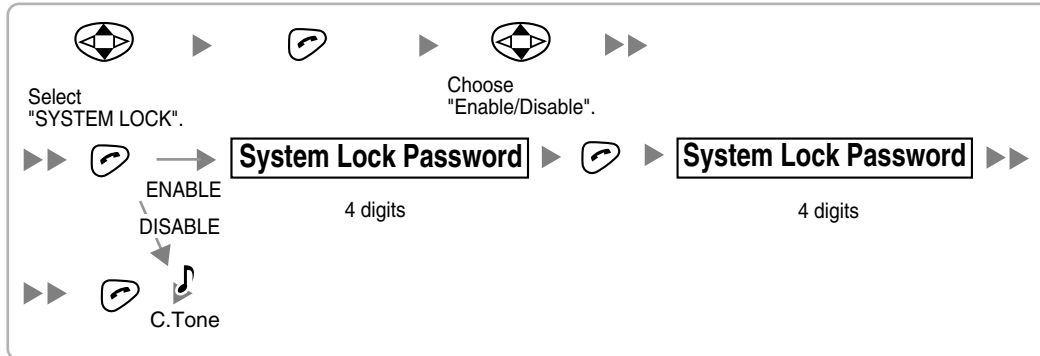 Select
"SYSTEM LOCK".
Choose
"Enable/Disable".
System Lock Password
System Lock Password
ENABLE
4 digits
4 digits
DISABLE
C.Tone